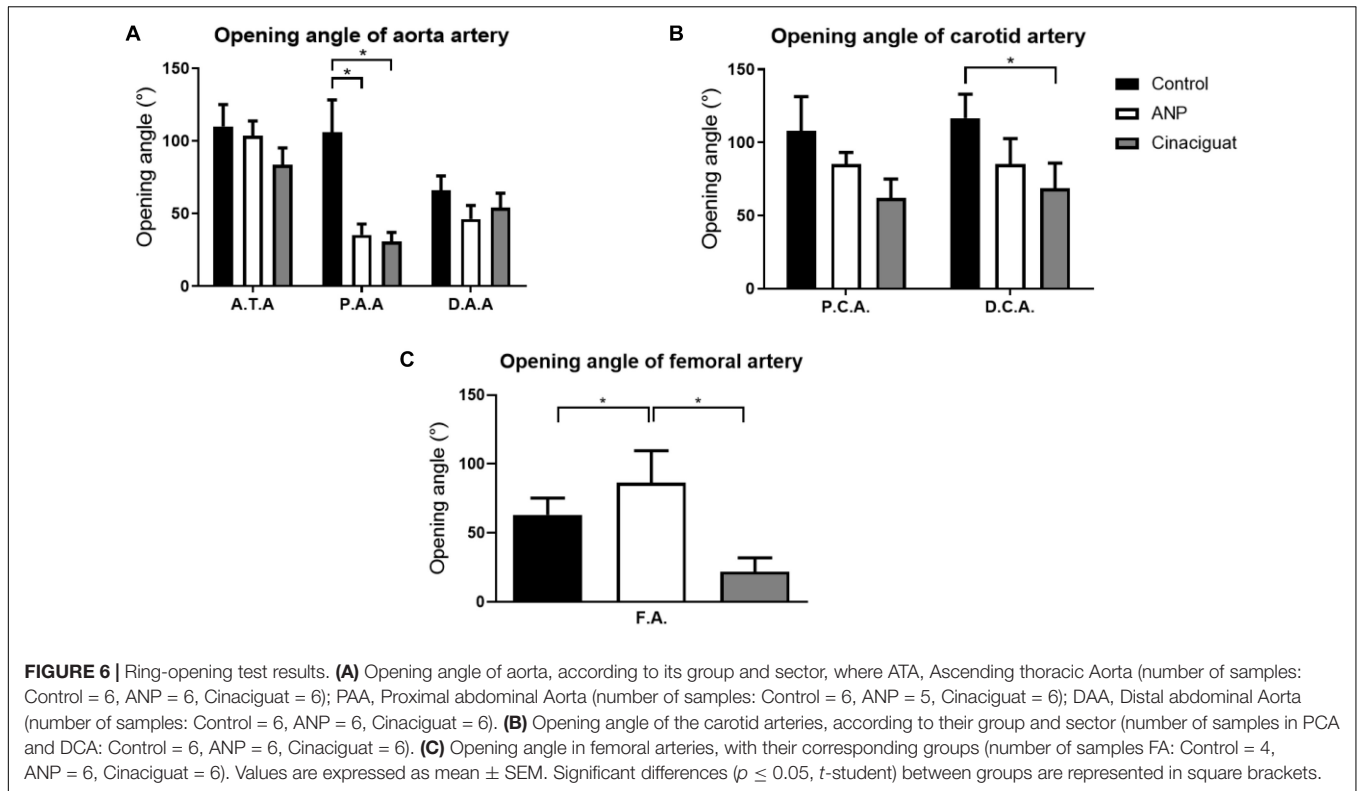 A
Opening angle of aorta artery
*
*
Opening angle (°)
150
100
50
0
A.T.A P.A.A D.A.A
B
Opening angle of carotid artery
*
Opening angle (°)
150
100
50
0
P.C.A. D.C.A.
Control
ANP
Cinaciguat
C
Opening angle of femoral artery
* *
Opening angle (°)
150
100
50
0
F.A.
FIGURE 6 | Ring-opening test results. (A) Opening angle of aorta, according to its group and sector, where ATA, Ascending thoracic Aorta (number of samples:
Control = 6, ANP = 6, Cinaciguat = 6); PAA, Proximal abdominal Aorta (number of samples: Control = 6, ANP = 5, Cinaciguat = 6); DAA, Distal abdominal Aorta
(number of samples: Control = 6, ANP = 6, Cinaciguat = 6). (B) Opening angle of the carotid arteries, according to their group and sector (number of samples in PCA
and DCA: Control = 6, ANP = 6, Cinaciguat = 6). (C) Opening angle in femoral arteries, with their corresponding groups (number of samples FA: Control = 4,
ANP = 6, Cinaciguat = 6). Values are expressed as mean ± SEM. Significant differences (p ≤ 0.05, t-student) between groups are represented in square brackets.